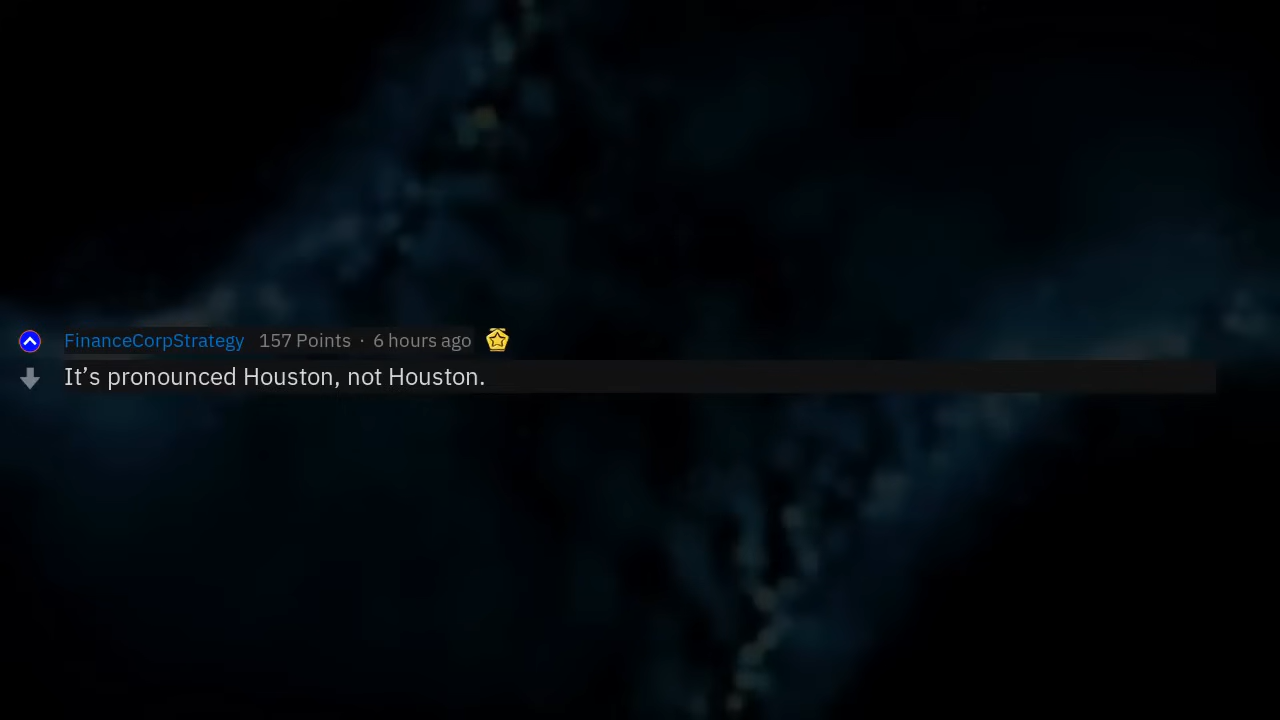 FinanceCorpStrategy 157 Points · 6 hours ago
It’s pronounced Houston, not Houston.